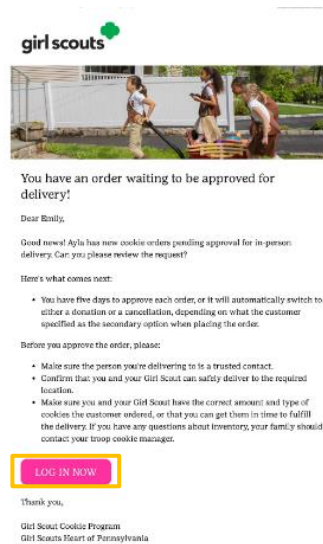 girl scouts
You have an order waiting to be approved for
delivery!
Dear Emily,
Good news! Ayla has new cookie orders pending approval for in-person
delivery. Can you please review the request?
Here's what comes next:
• You have five days to approve each order, or it will automatically switch to
either a donation or a cancellation, depending on what the customer
specified as the secondary option when placing the order.
Before you approve the order, please:
• Make sure the person you're delivering to is a trusted contact.
• Confirm that you and your Girl Scout can safely deliver to the required
location.
• Make sure you and your Girl Scout have the correct amount and type of
cookies the customer ordered, or that you can get them in time to fulfill
the delivery. If you have any questions about inventory, your family should
contact your troop cookie manager.
LOG IN NOW
Thank you,
Girl Scout Cookie Program
Girl Scouts Heart of Pennsylvania